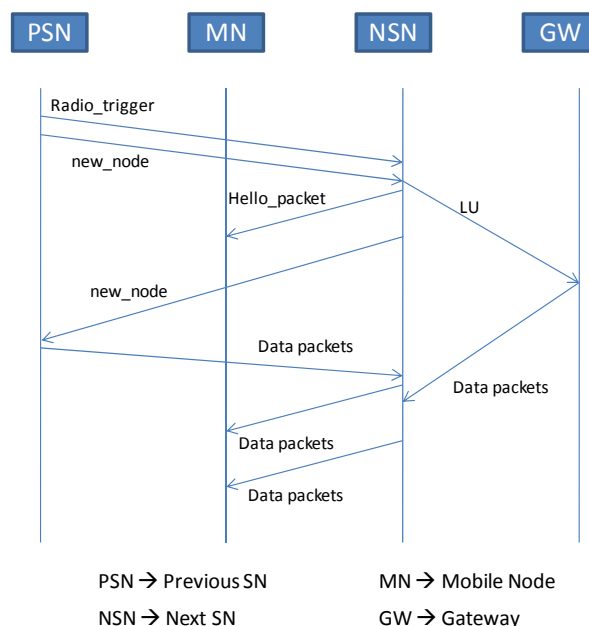 PSN MN NSN GW
Radio_trigger
new_node
Hello_packet
LU
new_node
Data packets
Data packets
Data packets
Data packets
PSN → Previous SN MN → Mobile Node
NSN → Next SN GW → Gateway